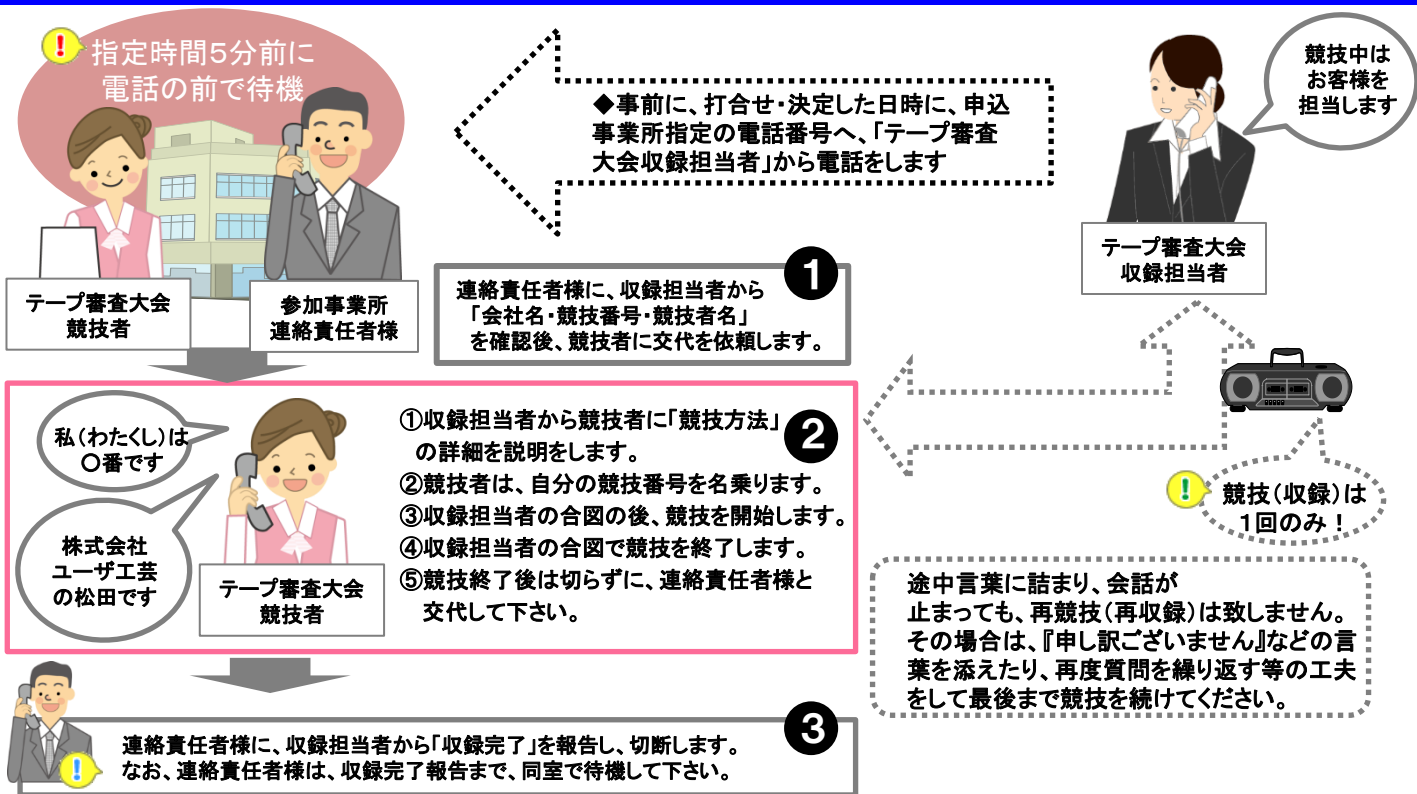 ！
指定時間５分前に
電話の前で待機
◆事前に、打合せ・決定した日時に、申込
事業所指定の電話番号へ、「テープ審査
大会収録担当者」から電話をします
競技中は
お客様を
担当します
テープ審査大会
収録担当者
テープ審査大会
競技者
参加事業所
連絡責任者様
1
連絡責任者様に、収録担当者から
「会社名・競技番号・競技者名」
を確認後、競技者に交代を依頼します。
私（わたくし）は
〇番です
株式会社
ユーザ工芸
の松田です
テープ審査大会
競技者
2
①収録担当者から競技者に「競技方法」
の詳細を説明をします。
②競技者は、自分の競技番号を名乗ります。
③収録担当者の合図の後、競技を開始します。
④収録担当者の合図で競技を終了します。
⑤競技終了後は切らずに、連絡責任者様と
交代して下さい。
！
競技（収録）は
１回のみ！
途中言葉に詰まり、会話が
止まっても、再競技（再収録）は致しません。
その場合は、『申し訳ございません』などの言
葉を添えたり、再度質問を繰り返す等の工夫
をして最後まで競技を続けてください。
3
！
連絡責任者様に、収録担当者から「収録完了」を報告し、切断します。
なお、連絡責任者様は、収録完了報告まで、同室で待機して下さい。